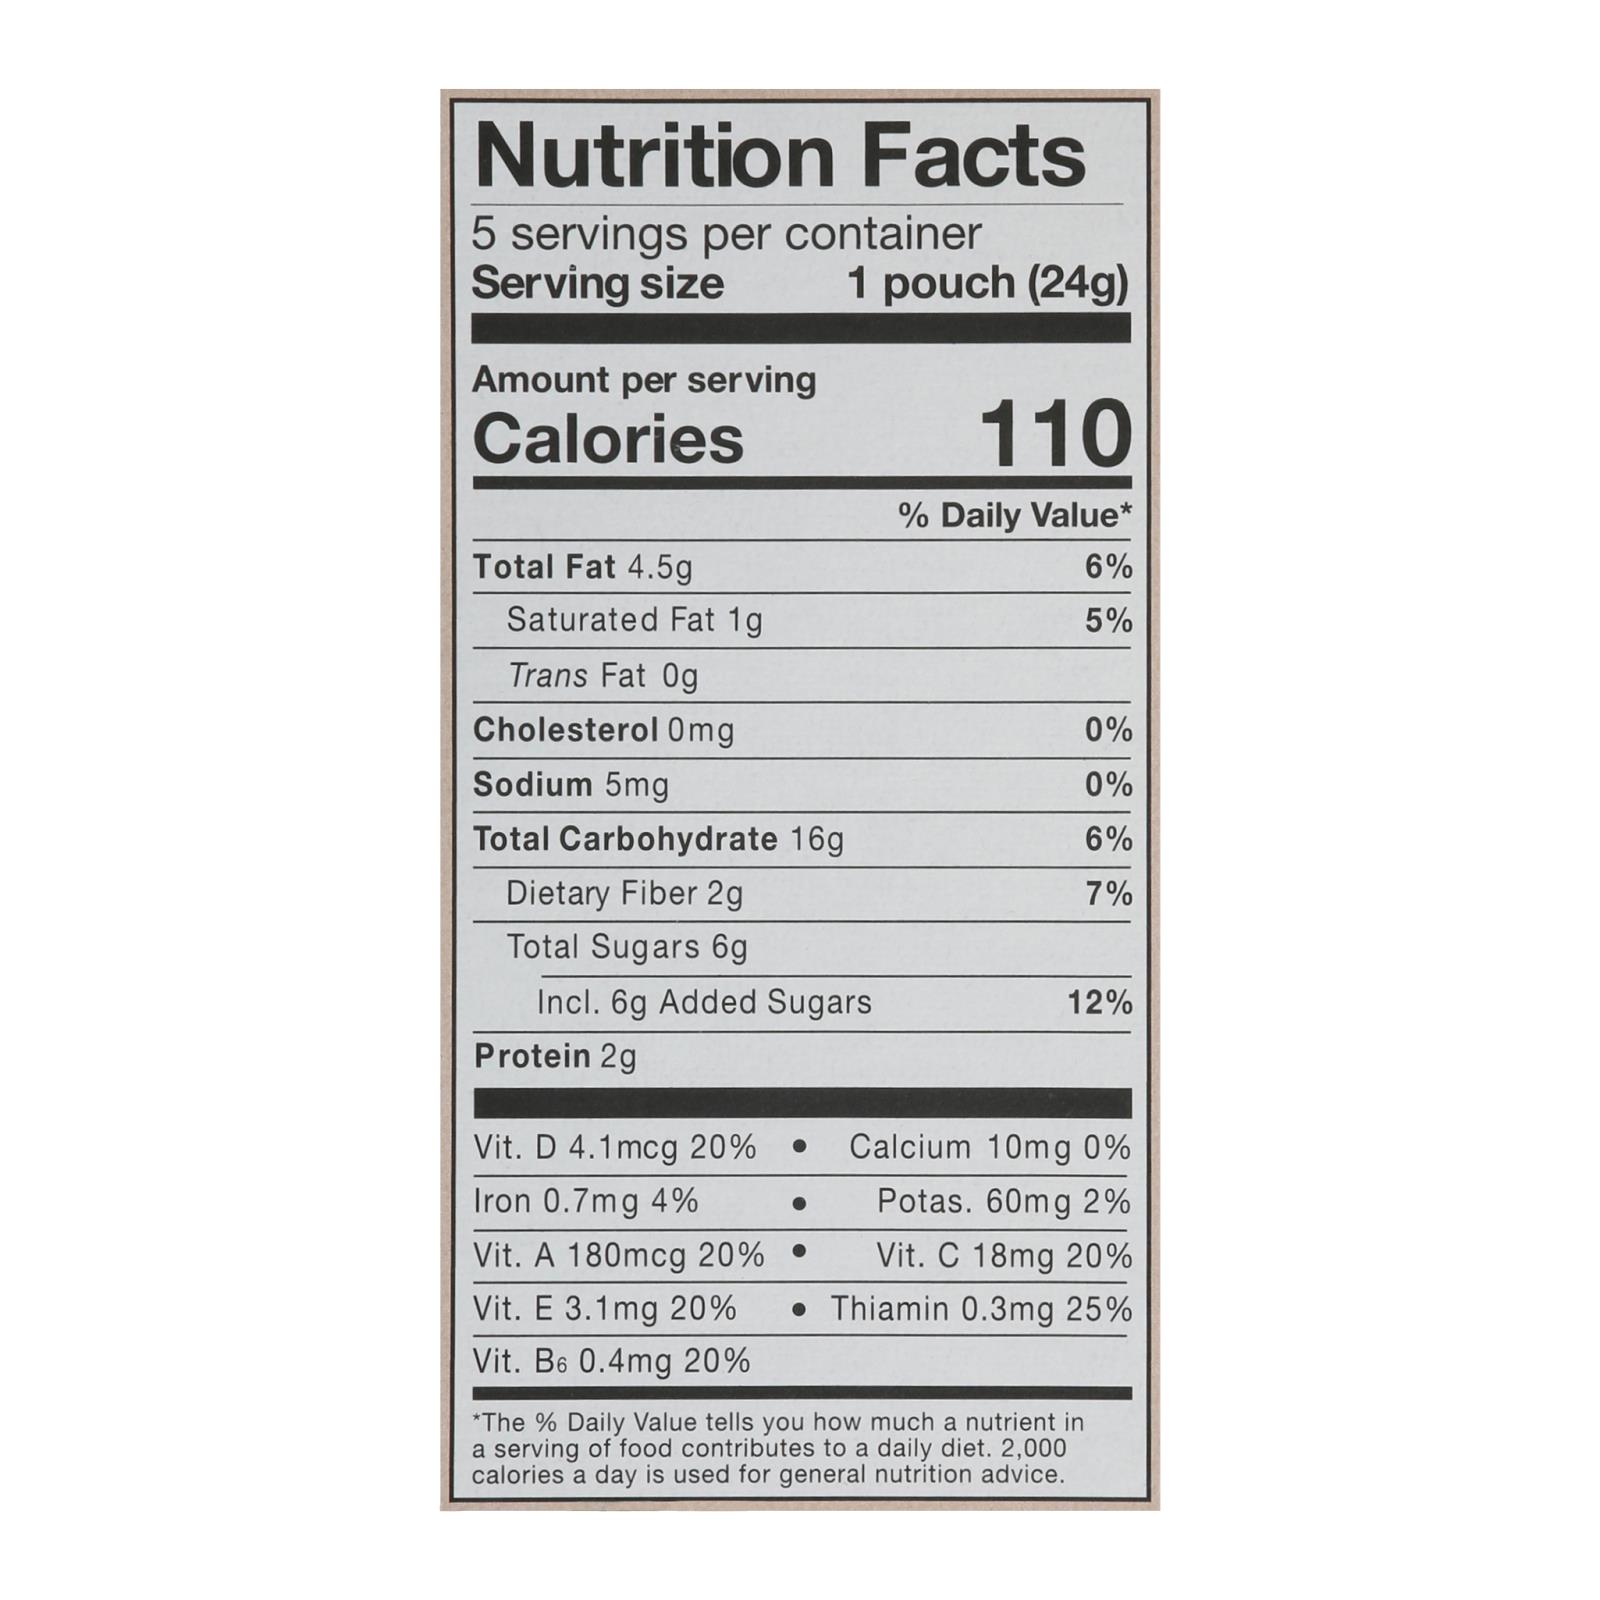 Nutrition Facts
5 servings per container
Serving size 1 pouch (24g)
Amount per serving
Calories 110
% Daily Value*
Total Fat 4.5g 6%
Saturated Fat 1g 5%
Trans Fat 0g
Cholesterol 0mg 0%
Sodium 5mg 0%
Total Carbohydrate 16g 6%
Dietary Fiber 2g 7%
Total Sugars 6g
Incl. 6g Added Sugars 12%
Protein 2g
Vit. D 4.1mcg 20% • Calcium 10mg 0%
Iron 0.7mg 4% • Potas. 60mg 2%
Vit. A 180mcg 20% • Vit. C 18mg 20%
Vit. E 3.1mg 20% • Thiamin 0.3mg 25%
Vit. B6 0.4mg 20%
*The % Daily Value tells you how much a nutrient in
a serving of food contributes to a daily diet. 2,000
calories a day is used for general nutrition advice.